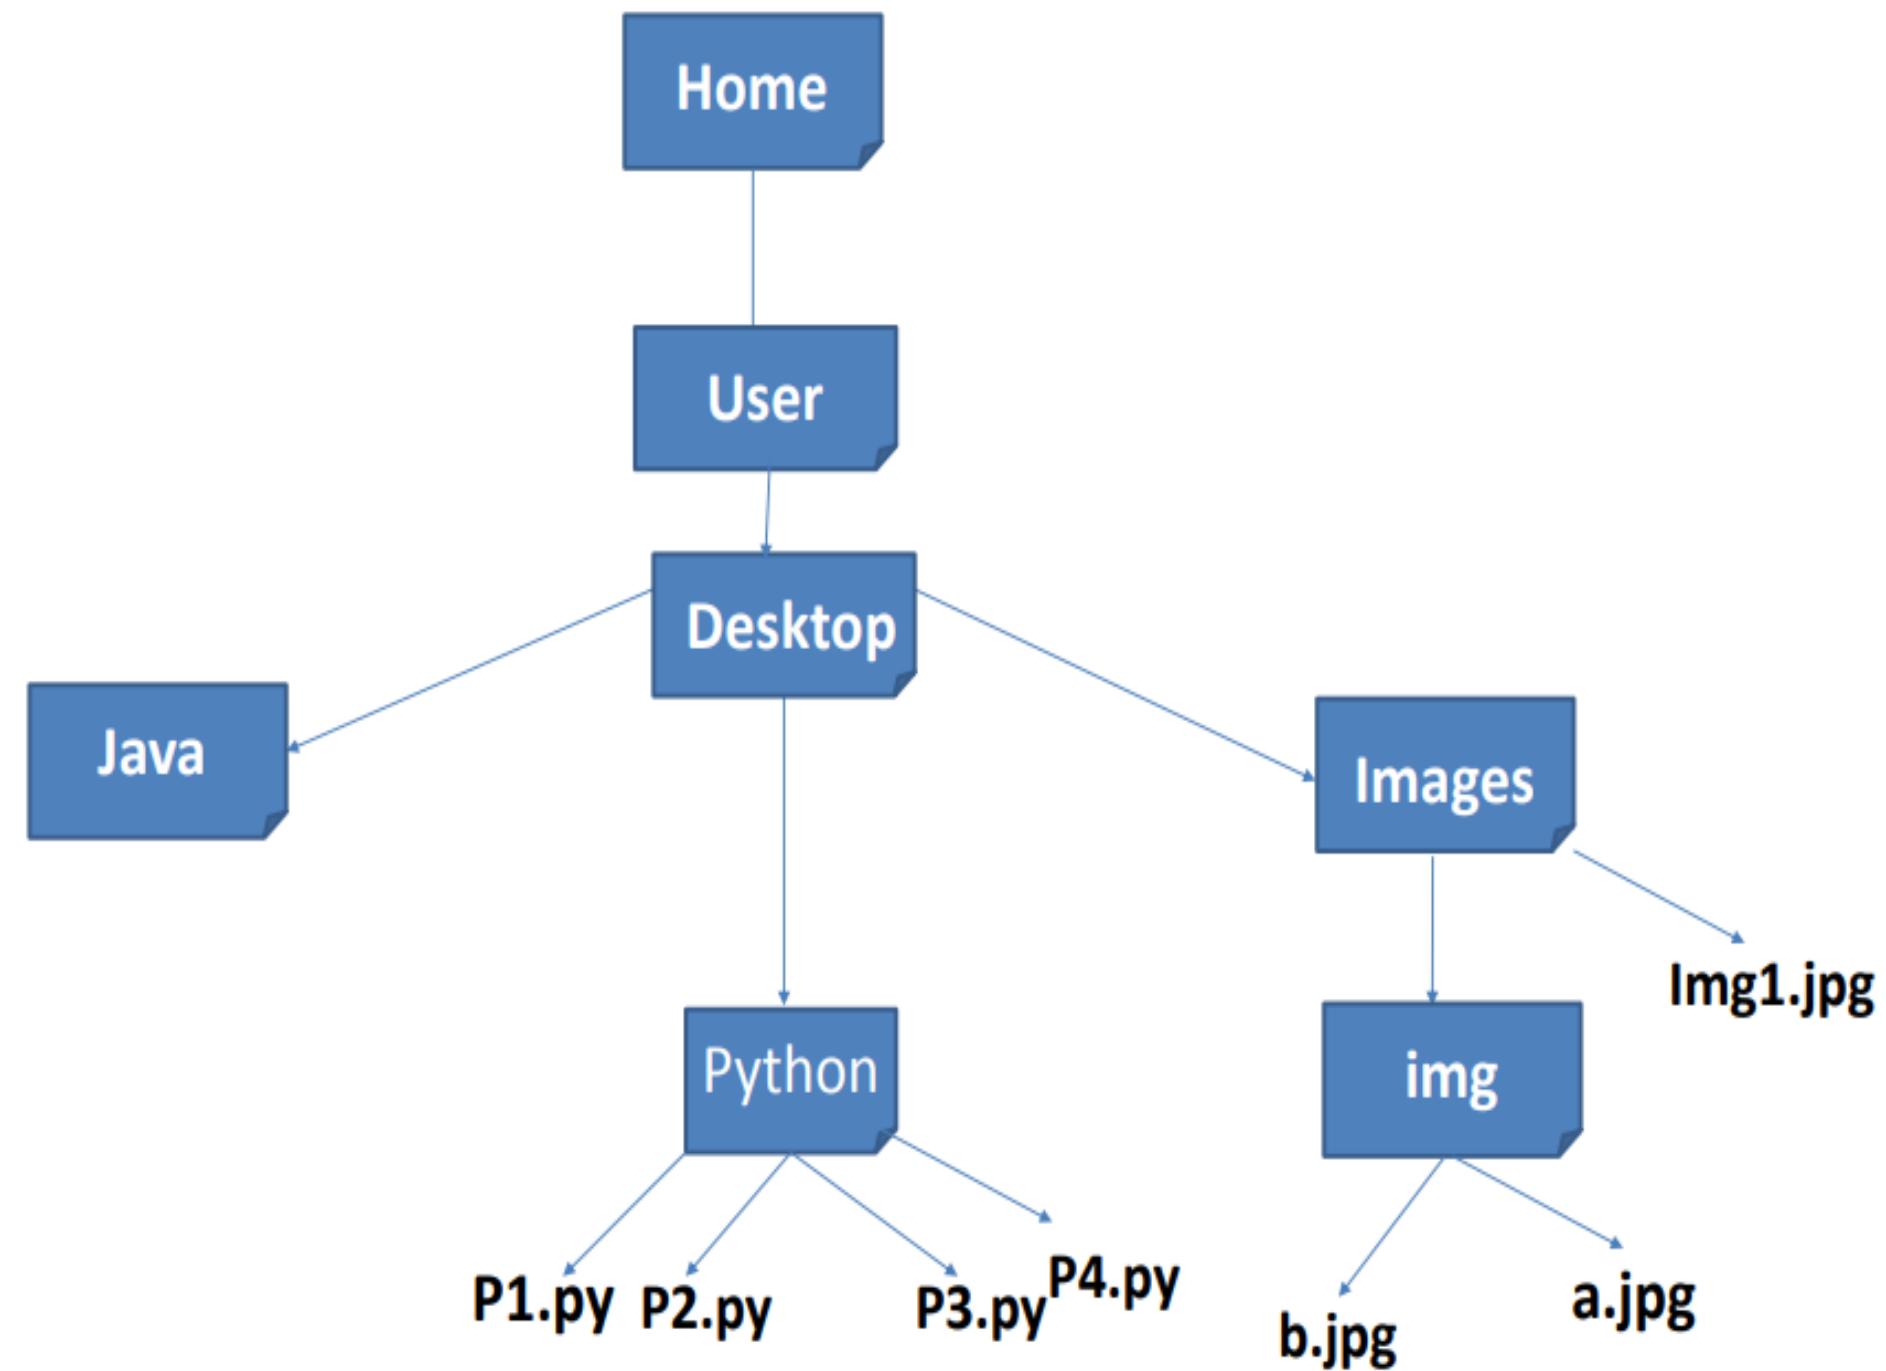 Home
User
Desktop
Java
Images
Img1.jpg
Python
img
P1.py
P2.py
P3.py
P4.py
b.jpg
a.jpg